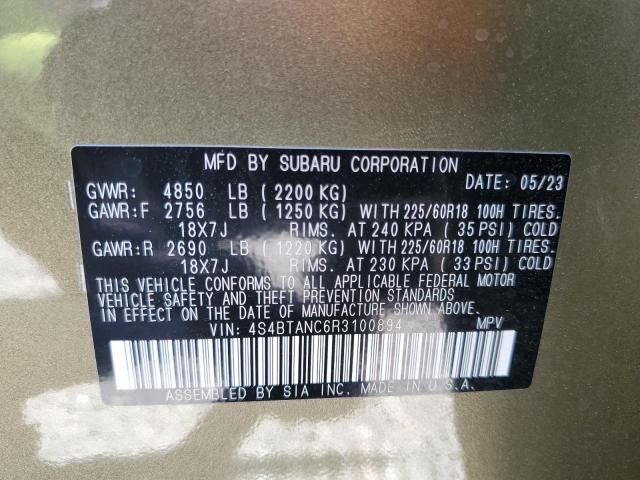 MFD BY SUBARU CORPORATION
DATE: 05/23
GVWR: 4850 LB (2200 KG)
GAWR:F 2756 LB (1250 KG) WITH 225/60R18 100H TIRES.
18X7J RIMS. AT 240 KPA (35 PSI) COLD
GAWR:R 2690 LB (1220 KG) WITH 225/60R18 100H TIRES.
18X7J RIMS. AT 230 KPA (33 PSI) COLD
THIS VEHICLE CONFORMS TO ALL APPLICABLE FEDERAL MOTOR
VEHICLE SAFETY AND THEFT PREVENTION STANDARDS
IN EFFECT ON THE DATE OF MANUFACTURE SHOWN ABOVE.
VIN: 4S4BTANC6R3100894 MPV
ASSEMBLED BY SIA INC. MADE IN U.S.A.